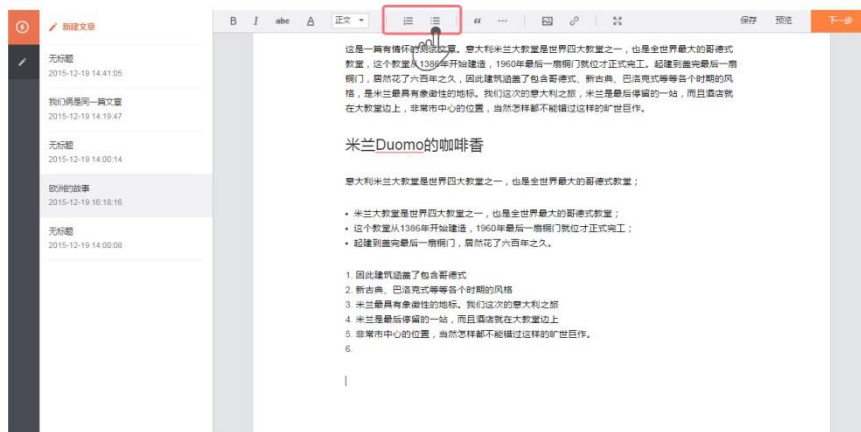 新建文章
B I abc A 正文 “ ... 保存 预览 下一步
无标题
2015-12-19 14:41:05
我们俩是同一篇文章
2015-12-19 14:19:47
无标题
2015-12-19 14:00:14
欧洲的故事
2015-12-19 16:18:16
无标题
2015-12-19 14:00:08
这是一篇有情怀的测试文章。意大利米兰大教堂是世界四大教堂之一，也是全世界最大的哥德式
教堂，这个教堂从1386年开始建造，1960年最后一扇铜门就位才正式完工。起建到盖完最后一扇
铜门，居然花了六百年之久，因此建筑涵盖了包含哥德式、新古典、巴洛克式等等各个时期的风
格，是米兰最具有象徵性的地标。我们这次的意大利之旅，米兰是最后停留的一站，而且酒店就
在大教堂边上，非常市中心的位置，当然怎样都不能错过这样的旷世巨作。
米兰Duomo的咖啡香
意大利米兰大教堂是世界四大教堂之一，也是全世界最大的哥德式教堂；
• 米兰大教堂是世界四大教堂之一，也是全世界最大的哥德式教堂；
• 这个教堂从1386年开始建造，1960年最后一扇铜门就位才正式完工；
• 起建到盖完最后一扇铜门，居然花了六百年之久。
1. 因此建筑涵盖了包含哥德式
2. 新古典、巴洛克式等等各个时期的风格
3. 米兰最具有象徵性的地标。我们这次的意大利之旅
4. 米兰是最后停留的一站，而且酒店就在大教堂边上
5. 非常市中心的位置，当然怎样都不能错过这样的旷世巨作。
6.